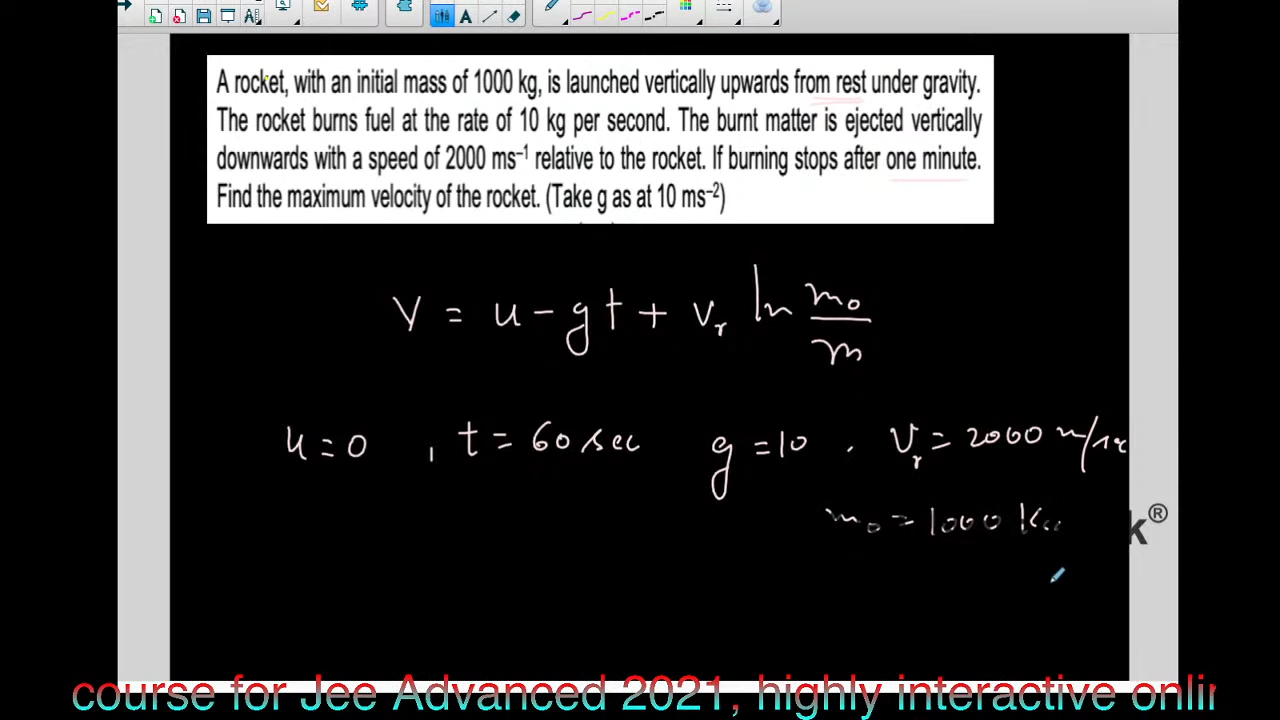 A rocket, with an initial mass of 1000 kg, is launched vertically upwards from rest under gravity.
The rocket burns fuel at the rate of 10 kg per second. The burnt matter is ejected vertically
downwards with a speed of 2000 ms⁻¹ relative to the rocket. If burning stops after one minute.
Find the maximum velocity of the rocket. (Take g as at 10 ms⁻²)
V = u - gt + vᵣ ln m₀/m
u = 0 , t = 60 sec g = 10 . Vᵣ = 2000 m/sec
m₀ = 1000 Kg
k®
course for Jee Advanced 2021, highly interactive onli